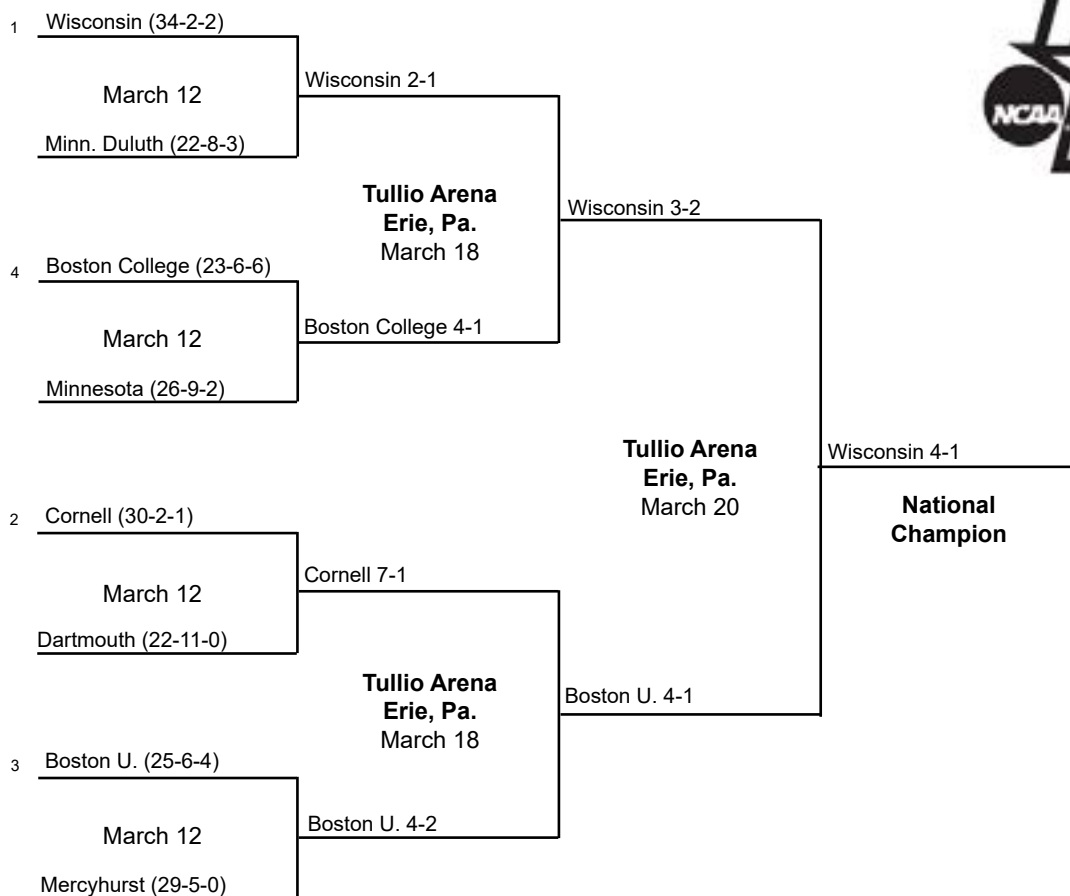 1 Wisconsin (34-2-2)
March 12
Minn. Duluth (22-8-3)
Wisconsin 2-1
Tullio Arena
Erie, Pa.
March 18
4 Boston College (23-6-6)
March 12
Minnesota (26-9-2)
Boston College 4-1
Wisconsin 3-2
Tullio Arena
Erie, Pa.
March 20
Wisconsin 4-1
National
Champion
2 Cornell (30-2-1)
March 12
Dartmouth (22-11-0)
Cornell 7-1
Tullio Arena
Erie, Pa.
March 18
Boston U. 4-1
3 Boston U. (25-6-4)
March 12
Mercyhurst (29-5-0)
Boston U. 4-2
NCAA